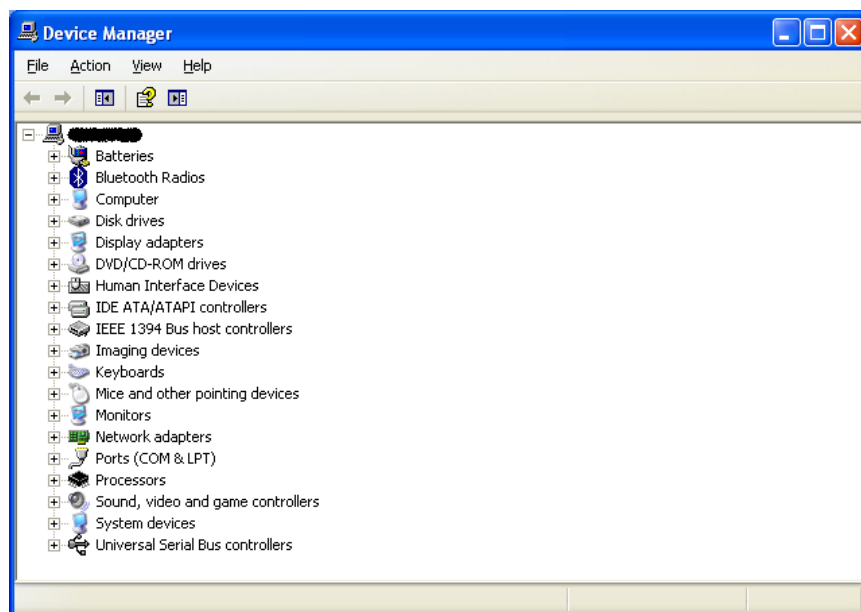 Device Manager
File Action View Help
Batteries
Bluetooth Radios
Computer
Disk drives
Display adapters
DVD/CD-ROM drives
Human Interface Devices
IDE ATA/ATAPI controllers
IEEE 1394 Bus host controllers
Imaging devices
Keyboards
Mice and other pointing devices
Monitors
Network adapters
Ports (COM & LPT)
Processors
Sound, video and game controllers
System devices
Universal Serial Bus controllers